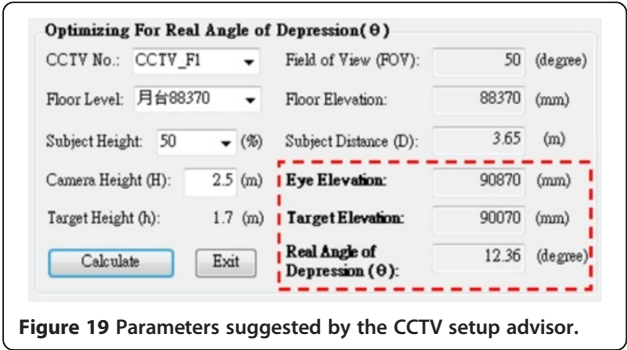 Optimizing For Real Angle of Depression(θ)
CCTV No.: CCTV_F1 Field of View (FOV): 50 (degree)
Floor Level: 月台88370 Floor Elevation: 88370 (mm)
Subject Height: 50 (%) Subject Distance (D): 3.65 (m)
Camera Height (H): 2.5 (m) Eye Elevation: 90870 (mm)
Target Height (h): 1.7 (m) Target Elevation: 90070 (mm)
Calculate Exit Real Angle of
Depression (θ): 12.36 (degree)
Figure 19 Parameters suggested by the CCTV setup advisor.